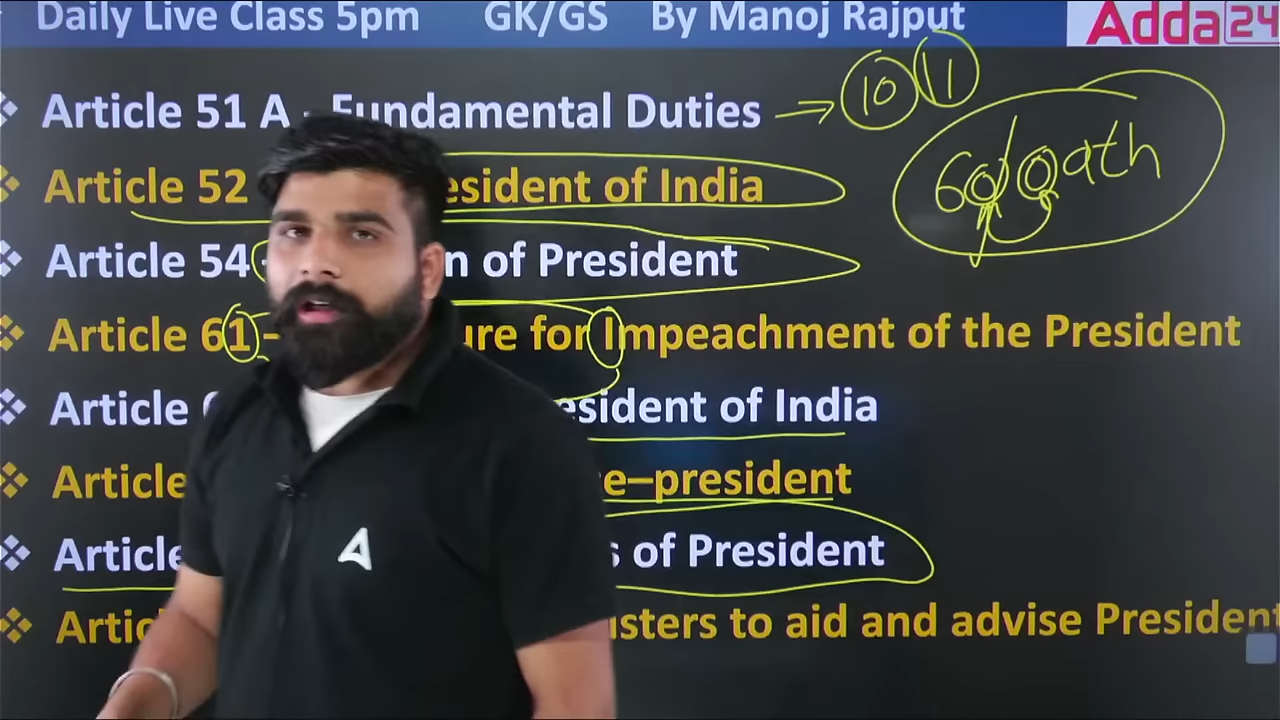 Daily Live Class 5pm GK/GS By Manoj Rajput Adda24
Article 51 A - Fundamental Duties → 10 11
60 Oath
Article 52 esident of India
Article 54 - n of President
Article 61 - ure for Impeachment of the President
Article esident of India
Article e–president
Article s of President
Artic isters to aid and advise President